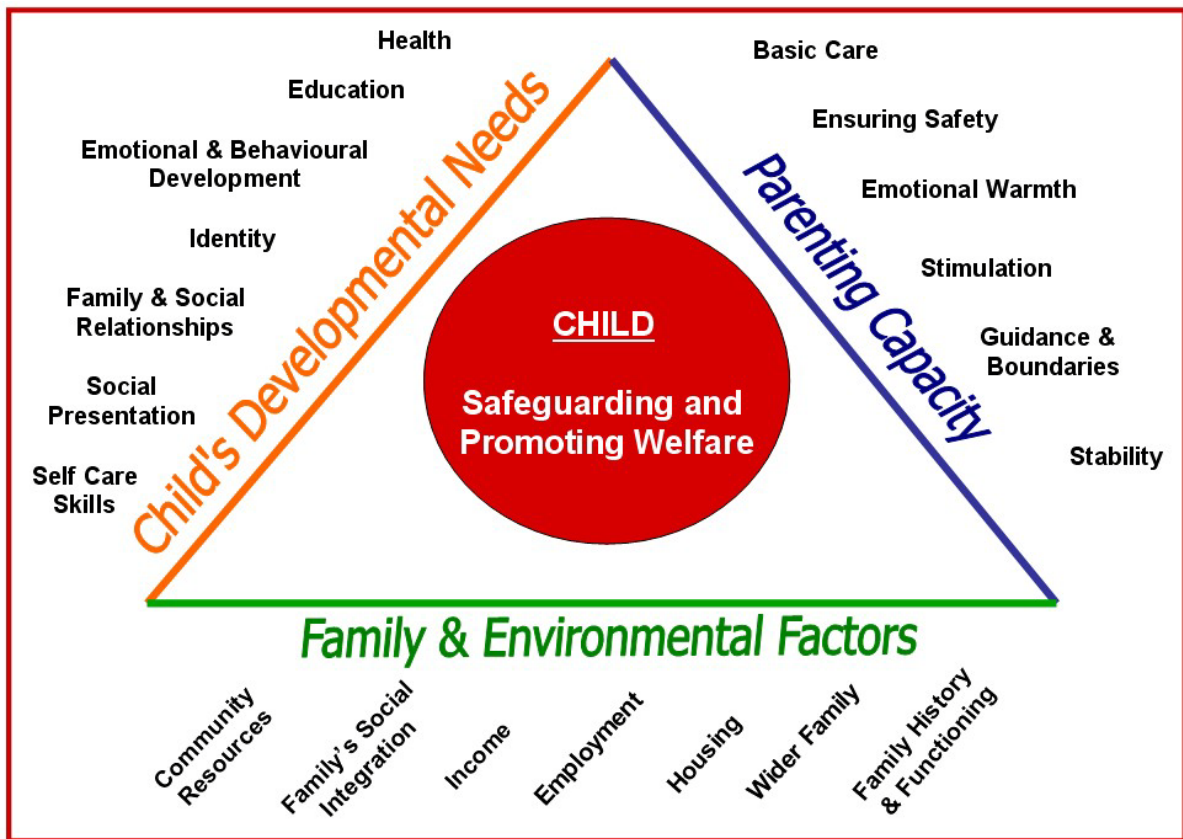 Health
Education
Emotional & Behavioural
Development
Identity
Family & Social
Relationships
Social
Presentation
Self Care
Skills
Child's Developmental Needs
CHILD
Safeguarding and
Promoting Welfare
Parenting Capacity
Basic Care
Ensuring Safety
Emotional Warmth
Stimulation
Guidance &
Boundaries
Stability
Family & Environmental Factors
Community
Resources
Family's Social
Integration
Income
Employment
Housing
Wider Family
Family History
& Functioning